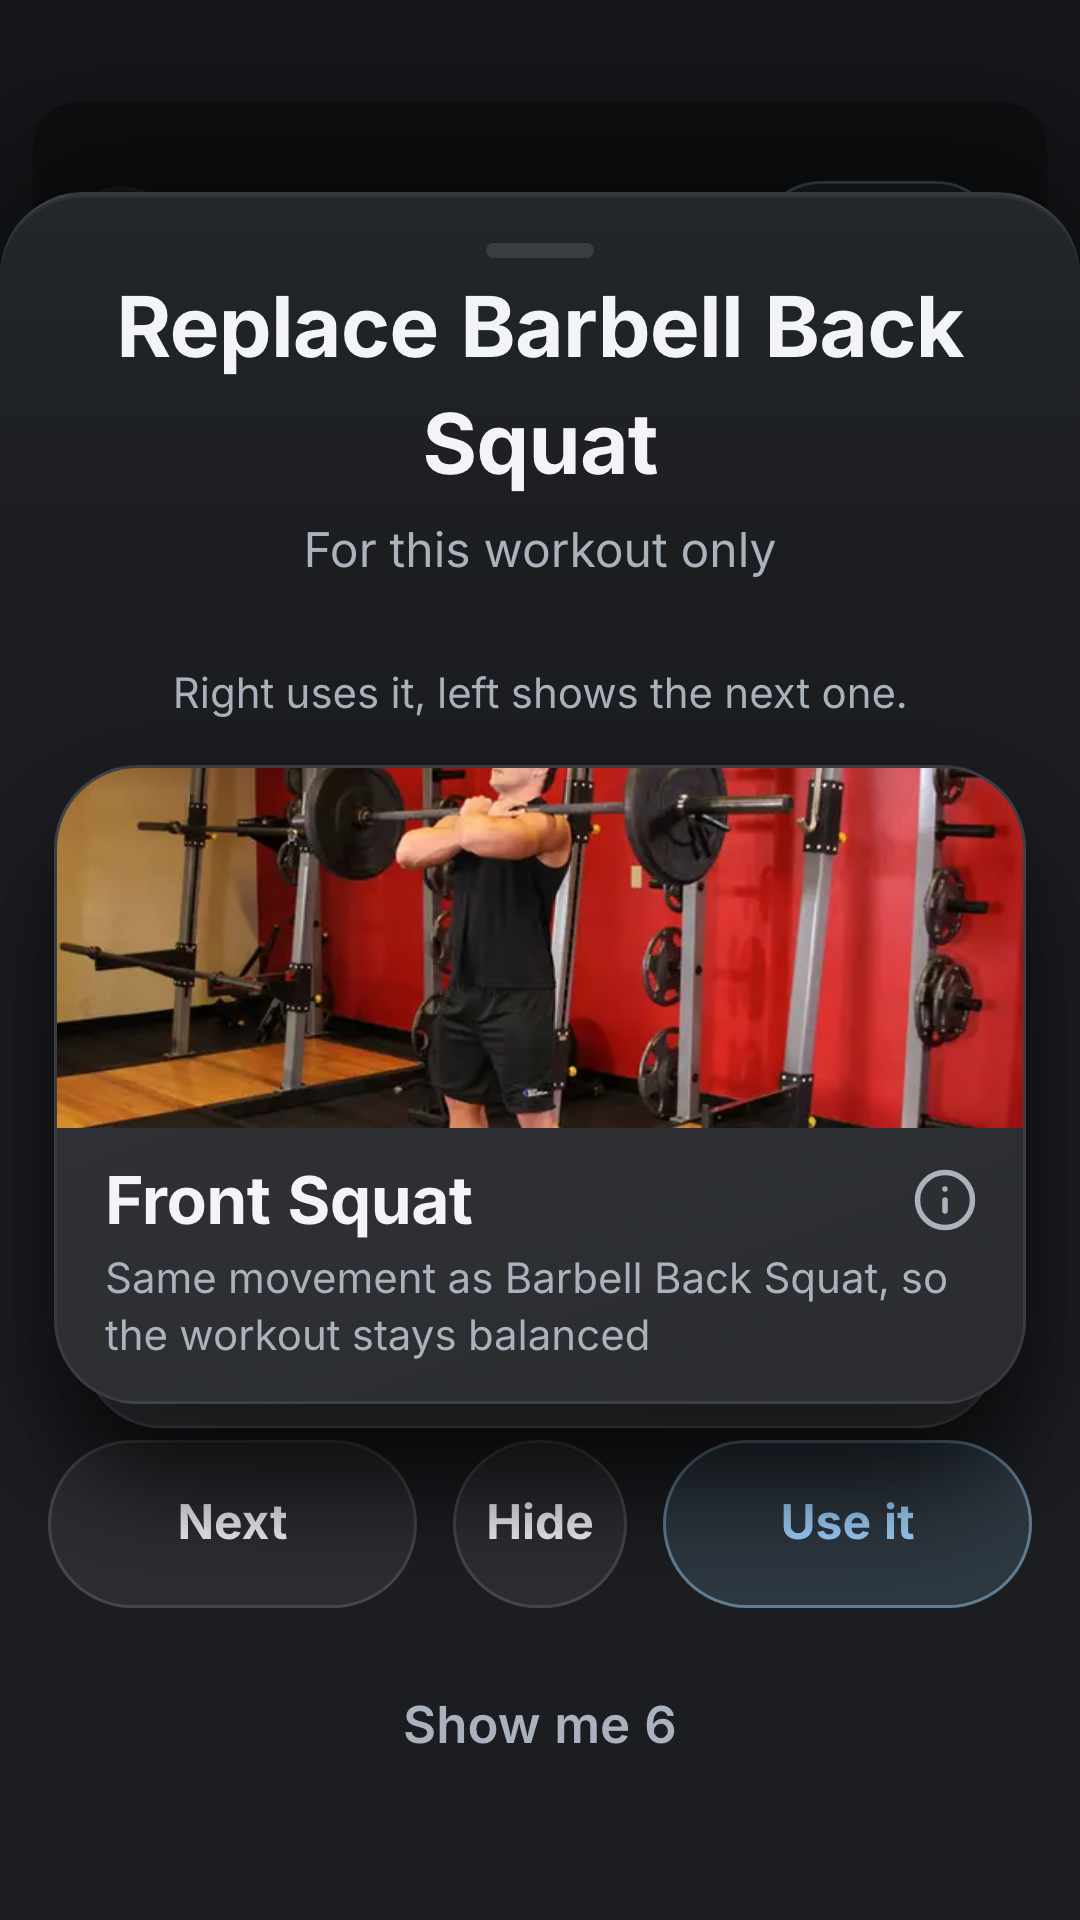 Replace Barbell Back
Squat
For this workout only
Right uses it, left shows the next one.
Front Squat
Same movement as Barbell Back Squat, so
the workout stays balanced
Next
Hide
Use it
Show me 6